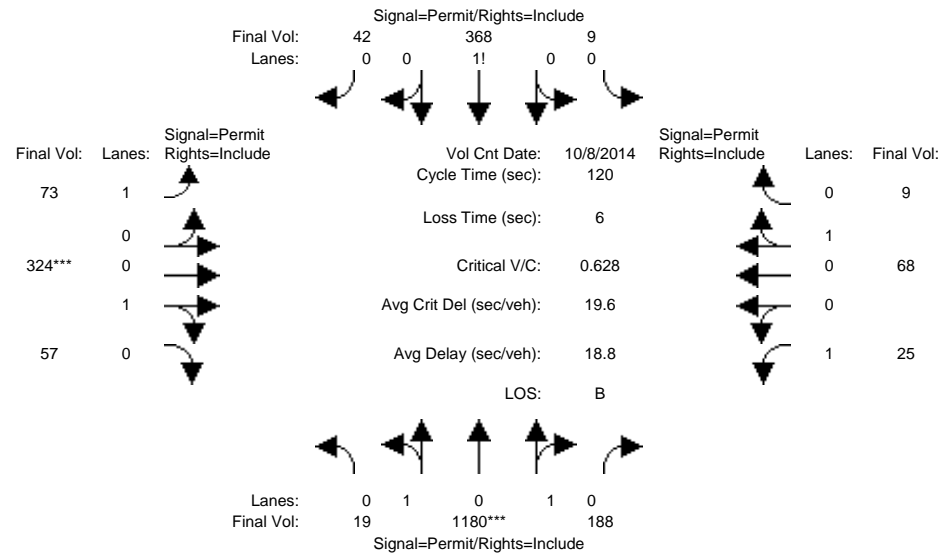 Signal=Permit/Rights=Include
Final Vol: 42 368 9
Lanes: 0 0 1! 0 0
Signal=Permit
Final Vol: Lanes: Rights=Include
Vol Cnt Date: 10/8/2014
Signal=Permit
Rights=Include Lanes: Final Vol:
Cycle Time (sec): 120
73 1
0 9
Loss Time (sec): 6
0
1
324*** 0
Critical V/C: 0.628
0 68
1
Avg Crit Del (sec/veh): 19.6
0
57 0
Avg Delay (sec/veh): 18.8
1 25
LOS: B
Lanes: 0 1 0 1 0
Final Vol: 19 1180*** 188
Signal=Permit/Rights=Include